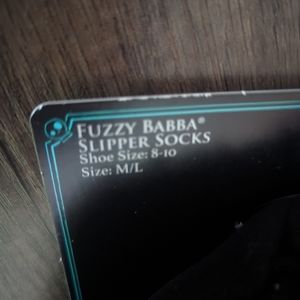 FUZZY BABBA®
SLIPPER SOCKS
Shoe Size: 8-10
Size: M/L